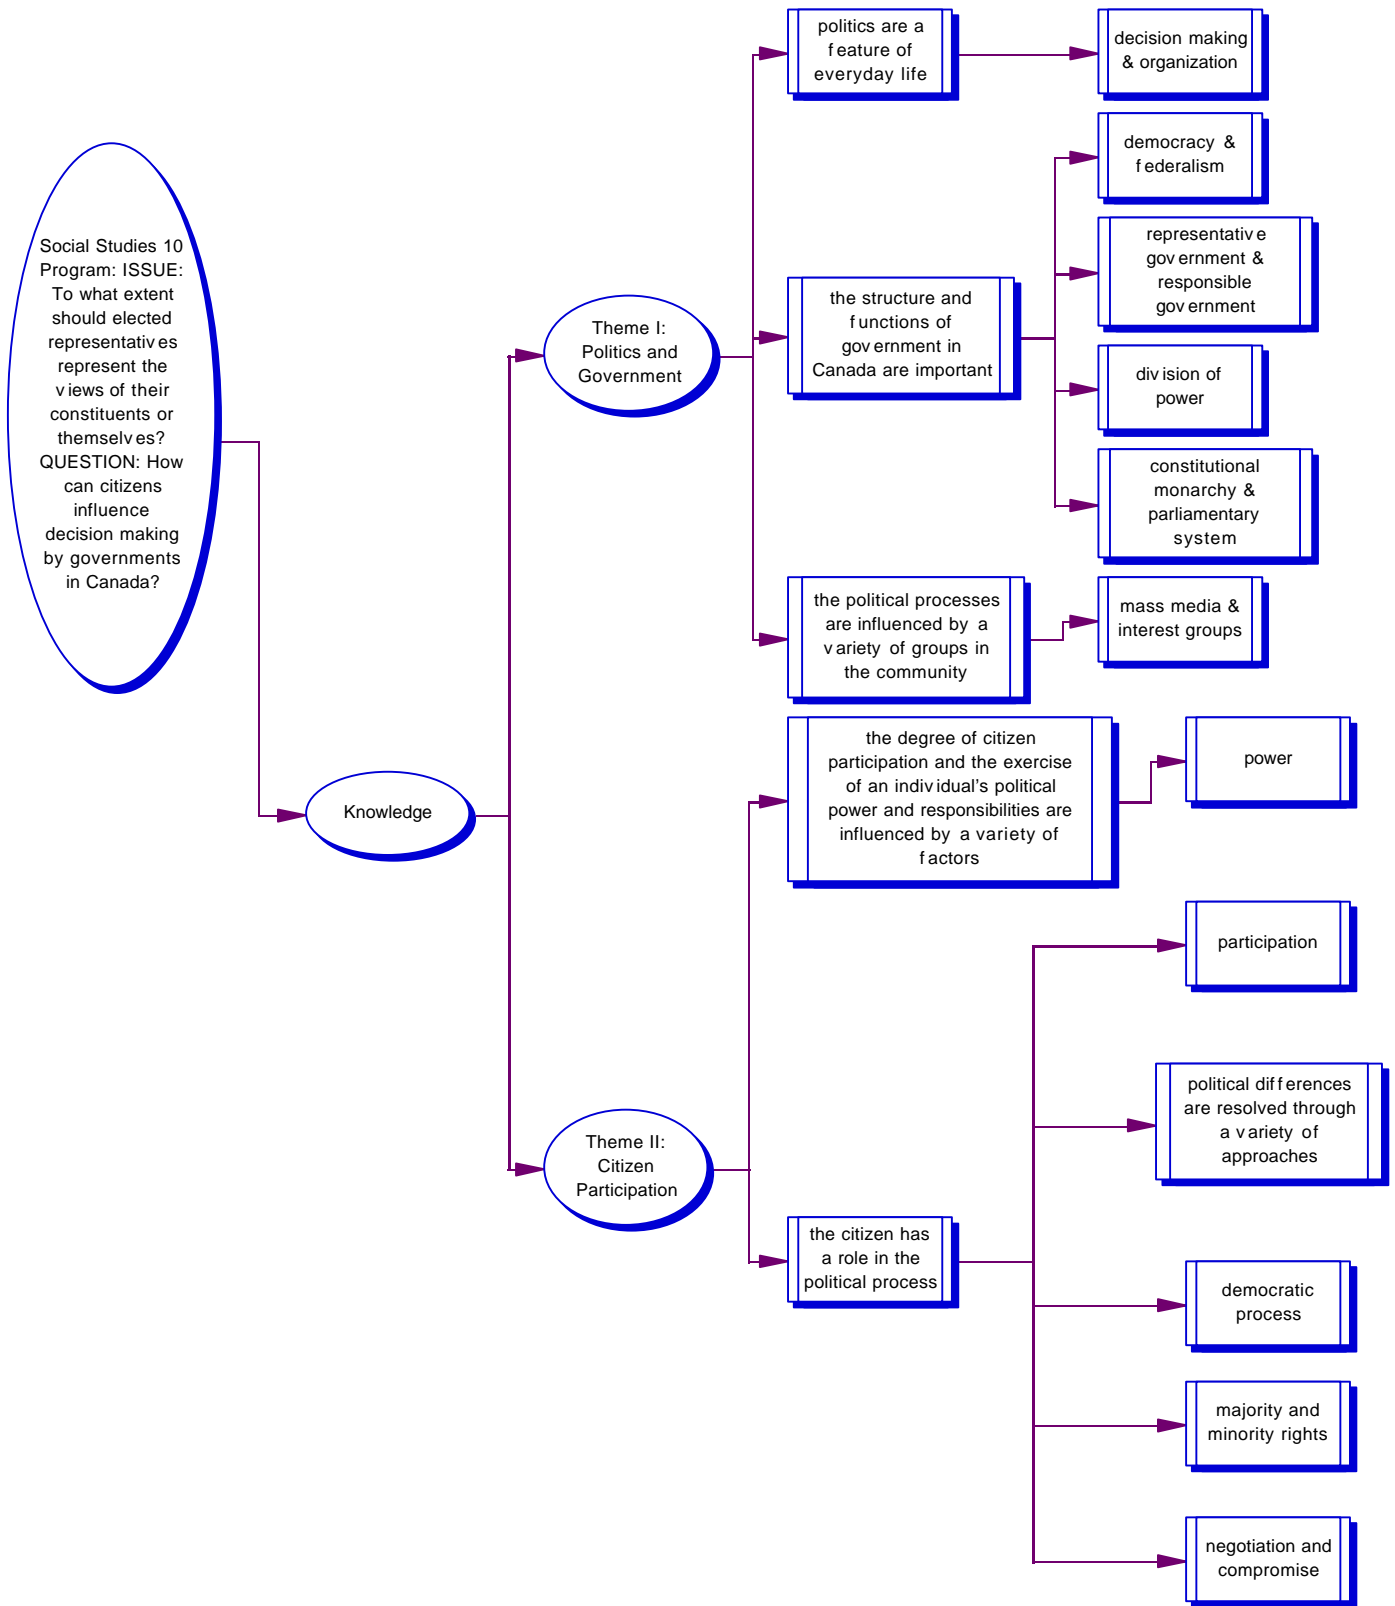 Social Studies 10
Program: ISSUE:
To what extent
should elected
representatives
represent the
views of their
constituents or
themselves?
QUESTION: How
can citizens
influence
decision making
by governments
in Canada?
Knowledge
Theme I:
Politics and
Government
politics are a
feature of
everyday life
decision making
& organization
the structure and
functions of
government in
Canada are important
democracy &
federalism
representative
government &
responsible
government
division of
power
constitutional
monarchy &
parliamentary
system
the political processes
are influenced by a
variety of groups in
the community
mass media &
interest groups
Theme II:
Citizen
Participation
the degree of citizen
participation and the exercise
of an individual's political
power and responsibilities are
influenced by a variety of
factors
power
the citizen has
a role in the
political process
participation
political differences
are resolved through
a variety of
approaches
democratic
process
majority and
minority rights
negotiation and
compromise